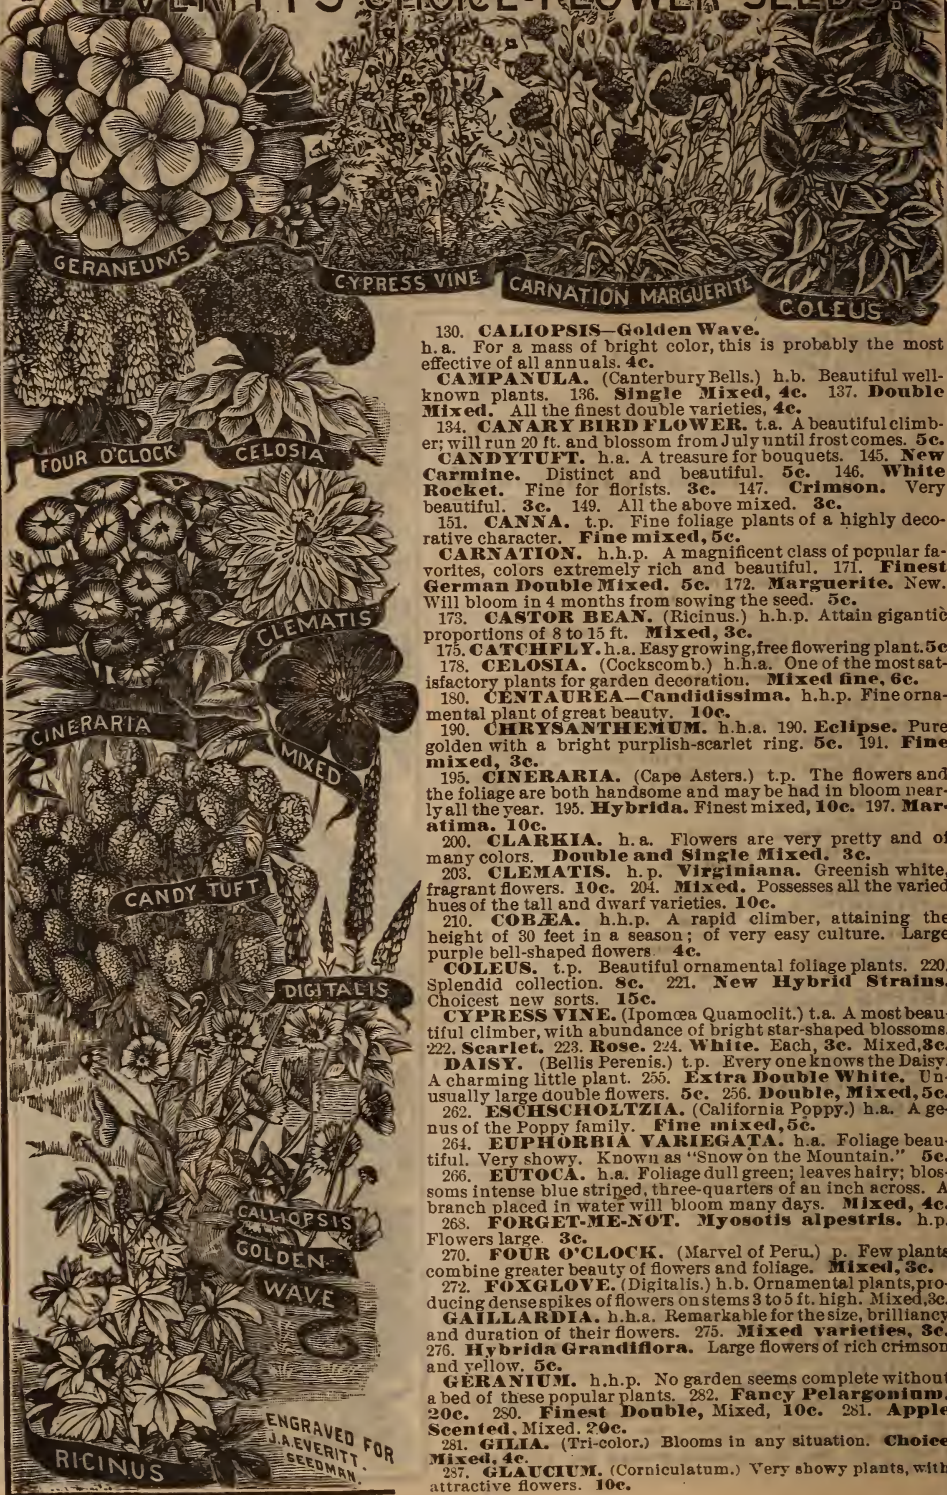 EVERITT'S CHOICE FLOWER SEEDS.
GERANEUMS
CYPRESS VINE
CARNATION MARGUERITE
COLEUS
FOUR O'CLOCK
CELOSIA
CLEMATIS
CINERARIA
MIXED
CANDY TUFT
DIGITALIS
CALLIOPSIS
GOLDEN-
WAVE
RICINUS
ENGRAVED FOR
J.A.EVERITT.
SEEDMAN.
130. CALIOPSIS—Golden Wave.
h.a. For a mass of bright color, this is probably the most
effective of all annuals. 4c.
CAMPANULA. (Canterbury Bells.) h.b. Beautiful well-
known plants. 136. Single Mixed, 4c. 137. Double
Mixed. All the finest double varieties, 4c.
134. CANARY BIRD FLOWER. t.a. A beautiful climb-
er; will run 20 ft. and blossom from July until frost comes. 5c.
CANDYTUFT. h.a. A treasure for bouquets. 145. New
Carmine. Distinct and beautiful. 5c. 146. White
Rocket. Fine for florists. 3c. 147. Crimson. Very
beautiful. 3c. 149. All the above mixed. 3c.
151. CANNA. t.p. Fine foliage plants of a highly deco-
rative character. Fine mixed, 5c.
CARNATION. h.h.p. A magnificent class of popular fa-
vorites, colors extremely rich and beautiful. 171. Finest
German Double Mixed. 5c. 172. Marguerite. New.
Will bloom in 4 months from sowing the seed. 5c.
173. CASTOR BEAN. (Ricinus.) h.h.p. Attain gigantic
proportions of 8 to 15 ft. Mixed, 3c.
175. CATCHFLY. h.a. Easy growing, free flowering plant. 5c
178. CELOSIA. (Cockscomb.) h.h.a. One of the most sat-
isfactory plants for garden decoration. Mixed fine, 6c.
180. CENTAUREA—Candidissima. h.h.p. Fine orna-
mental plant of great beauty. 10c.
190. CHRYSANTHEMUM. h.h.a. 190. Eclipse. Pure
golden with a bright purplish-scarlet ring. 5c. 191. Fine
mixed, 3c.
195. CINERARIA. (Cape Asters.) t.p. The flowers and
the foliage are both handsome and may be had in bloom near-
ly all the year. 195. Hybrida. Finest mixed, 10c. 197. Mar-
atima. 10c.
200. CLARKIA. h.a. Flowers are very pretty and of
many colors. Double and Single Mixed. 3c.
203. CLEMATIS. h.p. Virginiana. Greenish white,
fragrant flowers. 10c. 204. Mixed. Possesses all the varied
hues of the tall and dwarf varieties. 10c.
210. COBÆA. h.h.p. A rapid climber, attaining the
height of 30 feet in a season; of very easy culture. Large
purple bell-shaped flowers 4c.
COLEUS. t.p. Beautiful ornamental foliage plants. 220.
Splendid collection. 8c. 221. New Hybrid Strains.
Choicest new sorts. 15c.
CYPRESS VINE. (Ipomœa Quamoclit.) t.a. A most beau-
tiful climber, with abundance of bright star-shaped blossoms.
222. Scarlet. 223. Rose. 224. White. Each, 3c. Mixed, 3c.
DAISY. (Bellis Perenis.) t.p. Every one knows the Daisy.
A charming little plant. 255. Extra Double White. Un-
usually large double flowers. 5c. 256. Double, Mixed, 5c.
262. ESCHSCHOLTZIA. (California Poppy.) h.a. A ge-
nus of the Poppy family. Fine mixed, 5c.
264. EUPHORBIA VARIEGATA. h.a. Foliage beau-
tiful. Very showy. Known as "Snow on the Mountain." 5c.
266. EUTOCA. h.a. Foliage dull green; leaves hairy; blos-
soms intense blue striped, three-quarters of an inch across. A
branch placed in water will bloom many days. Mixed, 4c.
268. FORGET-ME-NOT. Myosotis alpestris. h.p.
Flowers large 3c.
270. FOUR O'CLOCK. (Marvel of Peru.) p. Few plants
combine greater beauty of flowers and foliage. Mixed, 3c.
272. FOXGLOVE. (Digitalis.) h.b. Ornamental plants, pro-
ducing dense spikes of flowers on stems 3 to 5 ft. high. Mixed, 3c.
GAILLARDIA. h.h.a. Remarkable for the size, brilliancy
and duration of their flowers. 275. Mixed varieties, 3c.
276. Hybrida Grandiflora. Large flowers of rich crimson
and yellow. 5c.
GERANIUM. h.h.p. No garden seems complete without
a bed of these popular plants. 282. Fancy Pelargonium,
20c. 280. Finest Double, Mixed, 10c. 281. Apple
Scented, Mixed. 20c.
281. GILIA. (Tri-color.) Blooms in any situation. Choice
Mixed, 4c.
287. GLAUCIUM. (Corniculatum.) Very showy plants, with
attractive flowers. 10c.